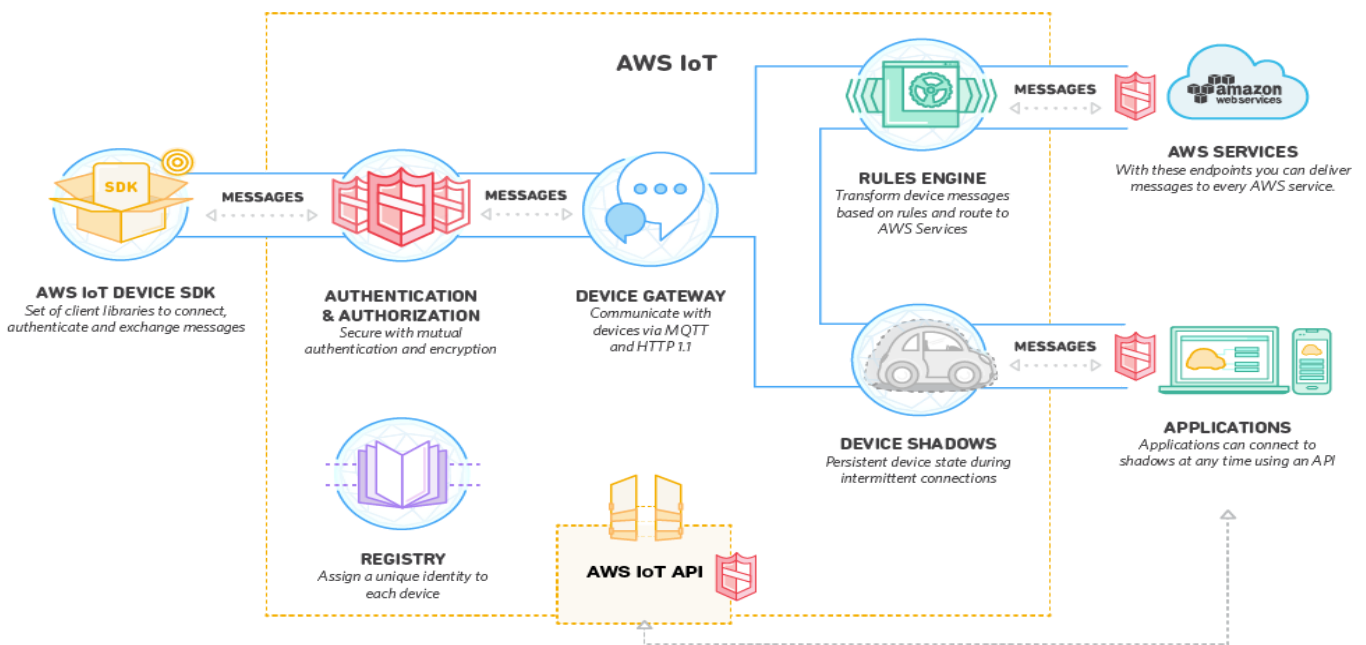 AWS IoT
MESSAGES
amazon
webservices
SDK
MESSAGES
MESSAGES
AWS SERVICES
With these endpoints you can deliver
messages to every AWS service.
RULES ENGINE
Transform device messages
based on rules and route to
AWS Services
AWS IoT DEVICE SDK
Set of client libraries to connect,
authenticate and exchange messages
AUTHENTICATION
& AUTHORIZATION
Secure with mutual
authentication and encryption
DEVICE GATEWAY
Communicate with
devices via MQTT
and HTTP 1.1
MESSAGES
DEVICE SHADOWS
Persistent device state during
intermittent connections
APPLICATIONS
Applications can connect to
shadows at any time using an API
REGISTRY
Assign a unique identity to
each device
AWS IoT API